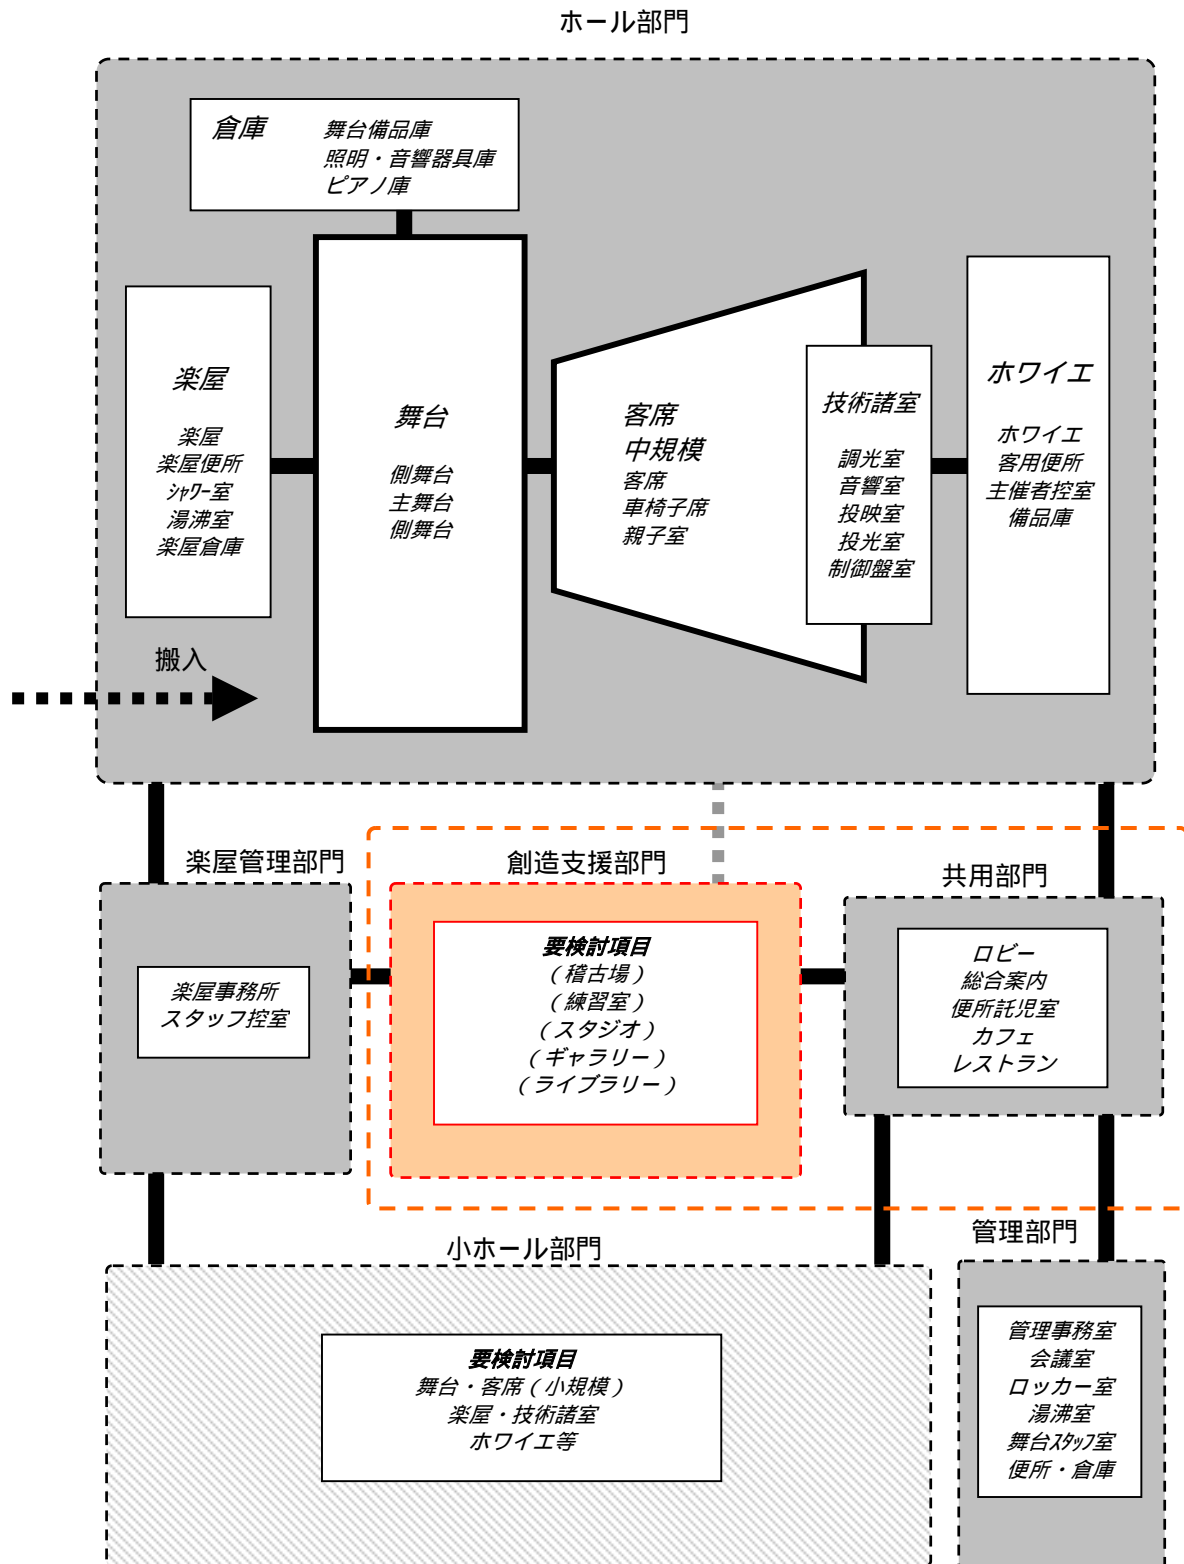 ホール部門
倉庫
舞台備品庫
照明・音響器具庫
ピアノ庫
楽屋
楽屋
楽屋便所
ｼｬﾜｰ室
湯沸室
楽屋倉庫
舞台
側舞台
主舞台
側舞台
客席
中規模
客席
車椅子席
親子室
技術諸室
調光室
音響室
投映室
投光室
制御盤室
ホワイエ
ホワイエ
客用便所
主催者控室
備品庫
搬入
楽屋管理部門
楽屋事務所
スタッフ控室
創造支援部門
要検討項目
（稽古場）
（練習室）
（スタジオ）
（ギャラリー）
（ライブラリー）
共用部門
ロビー
総合案内
便所託児室
カフェ
レストラン
小ホール部門
要検討項目
舞台・客席（小規模）
楽屋・技術諸室
ホワイエ等
管理部門
管理事務室
会議室
ロッカー室
湯沸室
舞台ｽﾀｯﾌ室
便所・倉庫